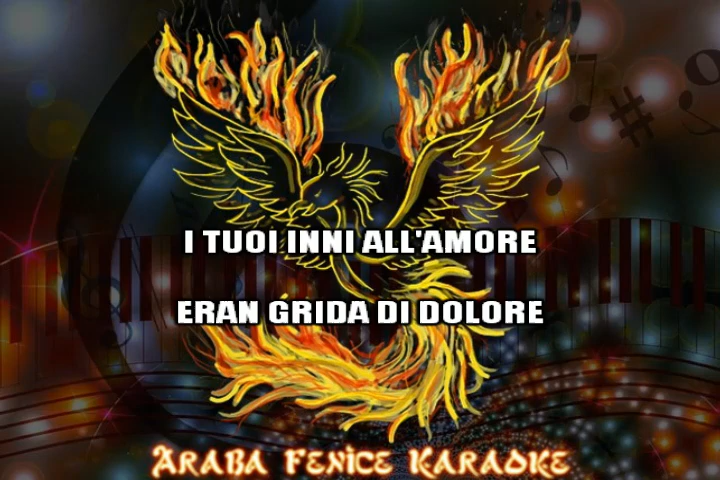 I TUOI INNI ALL'AMORE
ERAN GRIDA DI DOLORE
ARABA FENICE KARAOKE